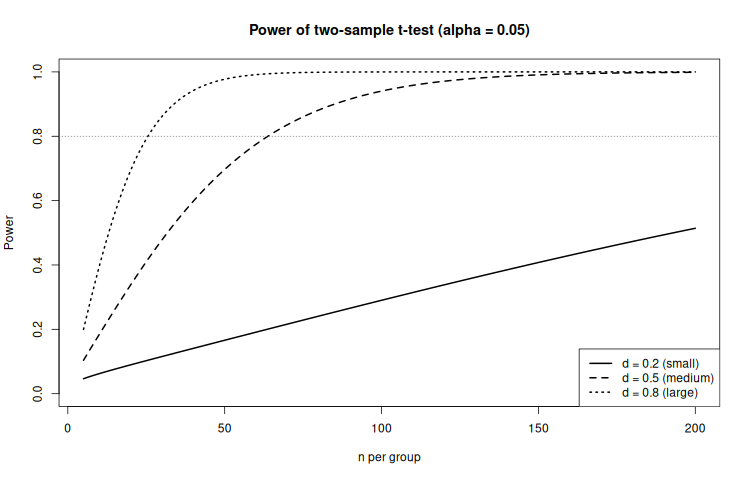 Power of two-sample t-test (alpha = 0.05)
Power
1.0
0.8
0.6
0.4
0.2
0.0
d = 0.2 (small)
d = 0.5 (medium)
d = 0.8 (large)
0 50 100 150 200
n per group